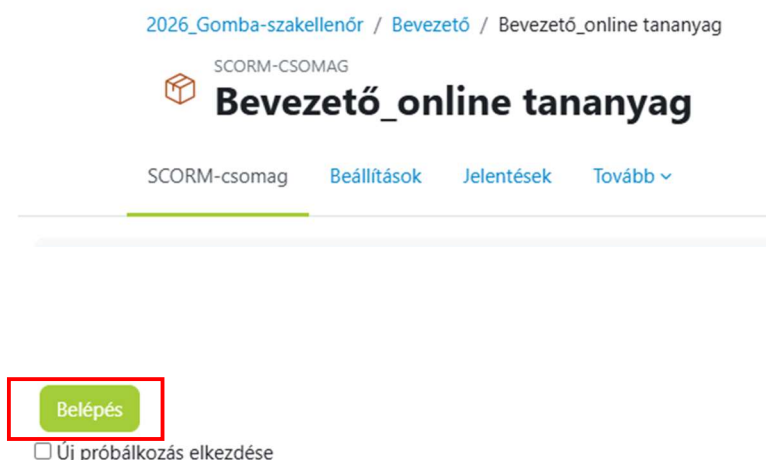 2026_Gomba-szakellenőr / Bevezető / Bevezető_online tananyag
SCORM-CSOMAG
Bevezető_online tananyag
SCORM-csomag Beállítások Jelentések Tovább
Belépés
Új próbálkozás elkezdése